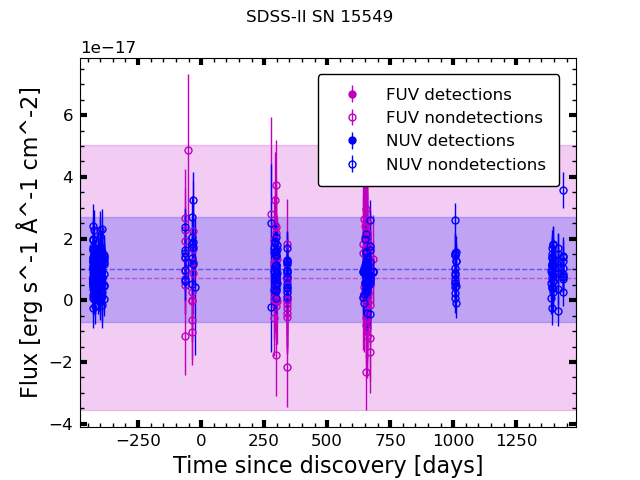 SDSS-II SN 15549
1e−17
FUV detections
FUV nondetections
NUV detections
NUV nondetections
6
4
2
0
−2
−4
Flux [erg s^-1 Å^-1 cm^-2]
−250 0 250 500 750 1000 1250
Time since discovery [days]